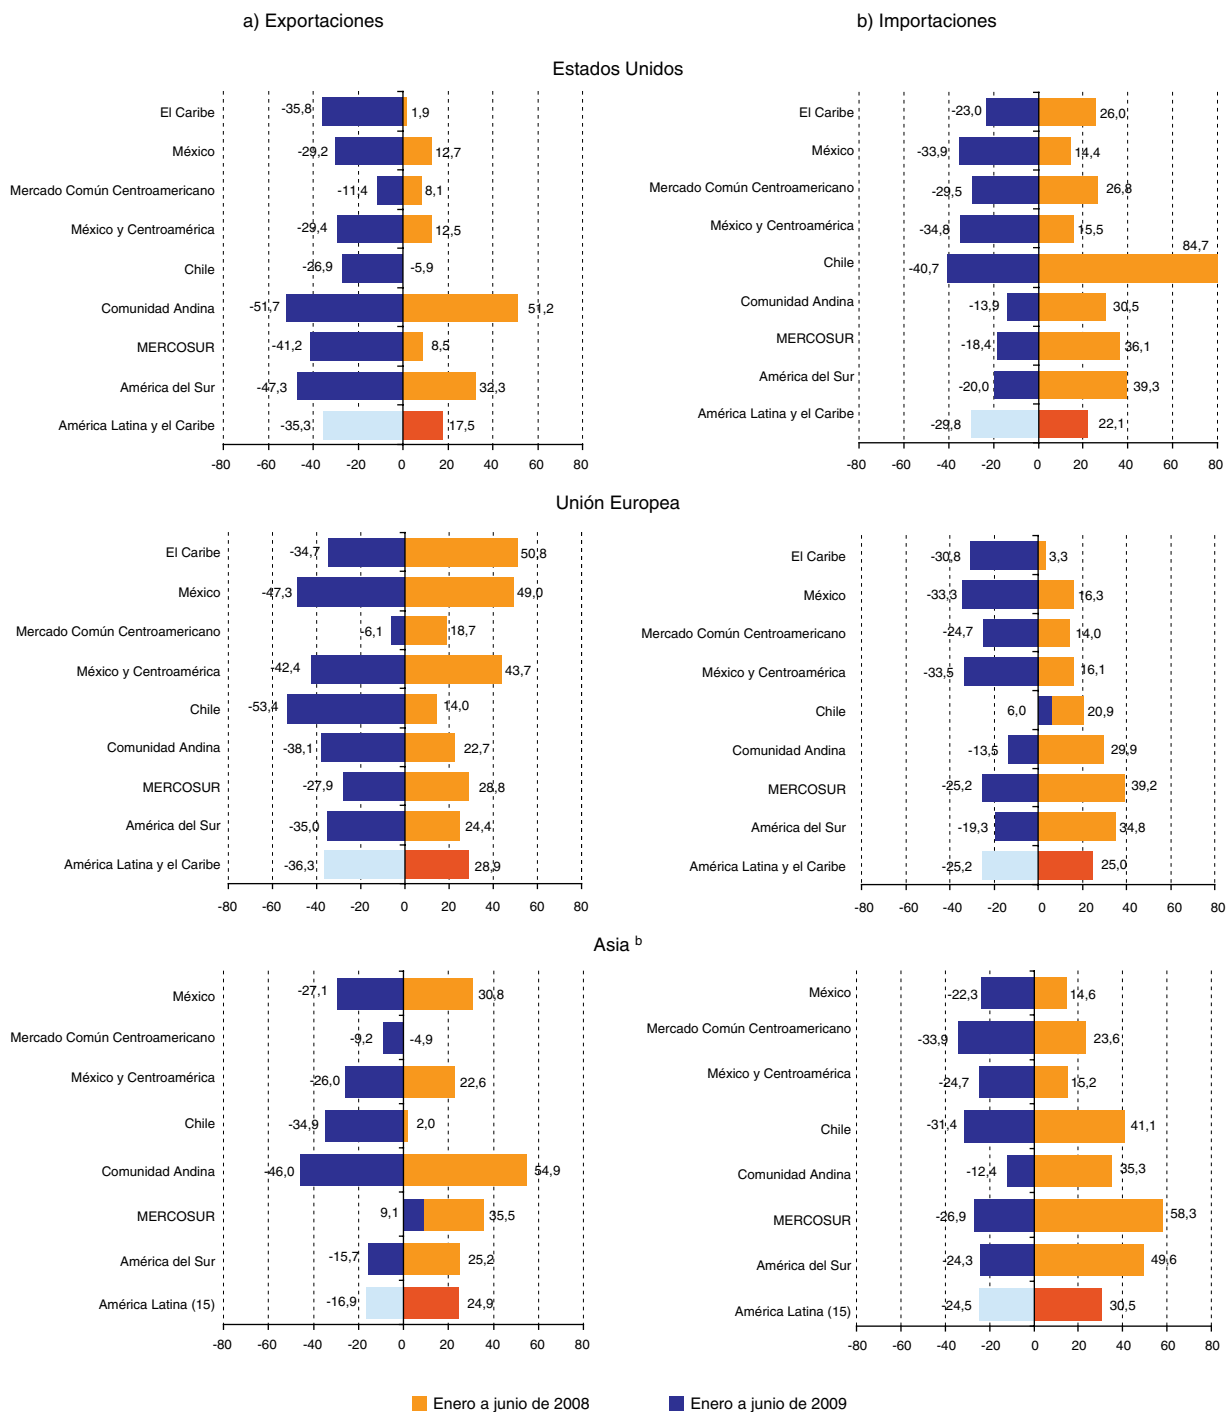 a) Exportaciones
b) Importaciones
Estados Unidos
El Caribe -35,8 1,9
México -29,2 12,7
Mercado Común Centroamericano -11,4 8,1
México y Centroamérica -29,4 12,5
Chile -26,9 -5,9
Comunidad Andina -51,7 51,2
MERCOSUR -41,2 8,5
América del Sur -47,3 32,3
América Latina y el Caribe -35,3 17,5
-80 -60 -40 -20 0 20 40 60 80
El Caribe -23,0 26,0
México -33,9 14,4
Mercado Común Centroamericano -29,5 26,8
México y Centroamérica -34,8 15,5
84,7
Chile -40,7
Comunidad Andina -13,9 30,5
MERCOSUR -18,4 36,1
América del Sur -20,0 39,3
América Latina y el Caribe -29,8 22,1
-80 -60 -40 -20 0 20 40 60 80
Unión Europea
El Caribe -34,7 50,8
México -47,3 49,0
Mercado Común Centroamericano -6,1 18,7
México y Centroamérica -42,4 43,7
Chile -53,4 14,0
Comunidad Andina -38,1 22,7
MERCOSUR -27,9 28,8
América del Sur -35,0 24,4
América Latina y el Caribe -36,3 28,9
-80 -60 -40 -20 0 20 40 60 80
El Caribe -30,8 3,3
México -33,3 16,3
Mercado Común Centroamericano -24,7 14,0
México y Centroamérica -33,5 16,1
Chile 6,0 20,9
Comunidad Andina -13,5 29,9
MERCOSUR -25,2 39,2
América del Sur -19,3 34,8
América Latina y el Caribe -25,2 25,0
-80 -60 -40 -20 0 20 40 60 80
Asia b
México -27,1 30,8
Mercado Común Centroamericano -9,2 -4,9
México y Centroamérica -26,0 22,6
Chile -34,9 2,0
Comunidad Andina -46,0 54,9
MERCOSUR 9,1 35,5
América del Sur -15,7 25,2
América Latina (15) -16,9 24,9
-80 -60 -40 -20 0 20 40 60 80
México -22,3 14,6
Mercado Común Centroamericano -33,9 23,6
México y Centroamérica -24,7 15,2
Chile -31,4 41,1
Comunidad Andina -12,4 35,3
MERCOSUR -26,9 58,3
América del Sur -24,3 49,6
América Latina (15) -24,5 30,5
-80 -60 -40 -20 0 20 40 60 80
Enero a junio de 2008
Enero a junio de 2009